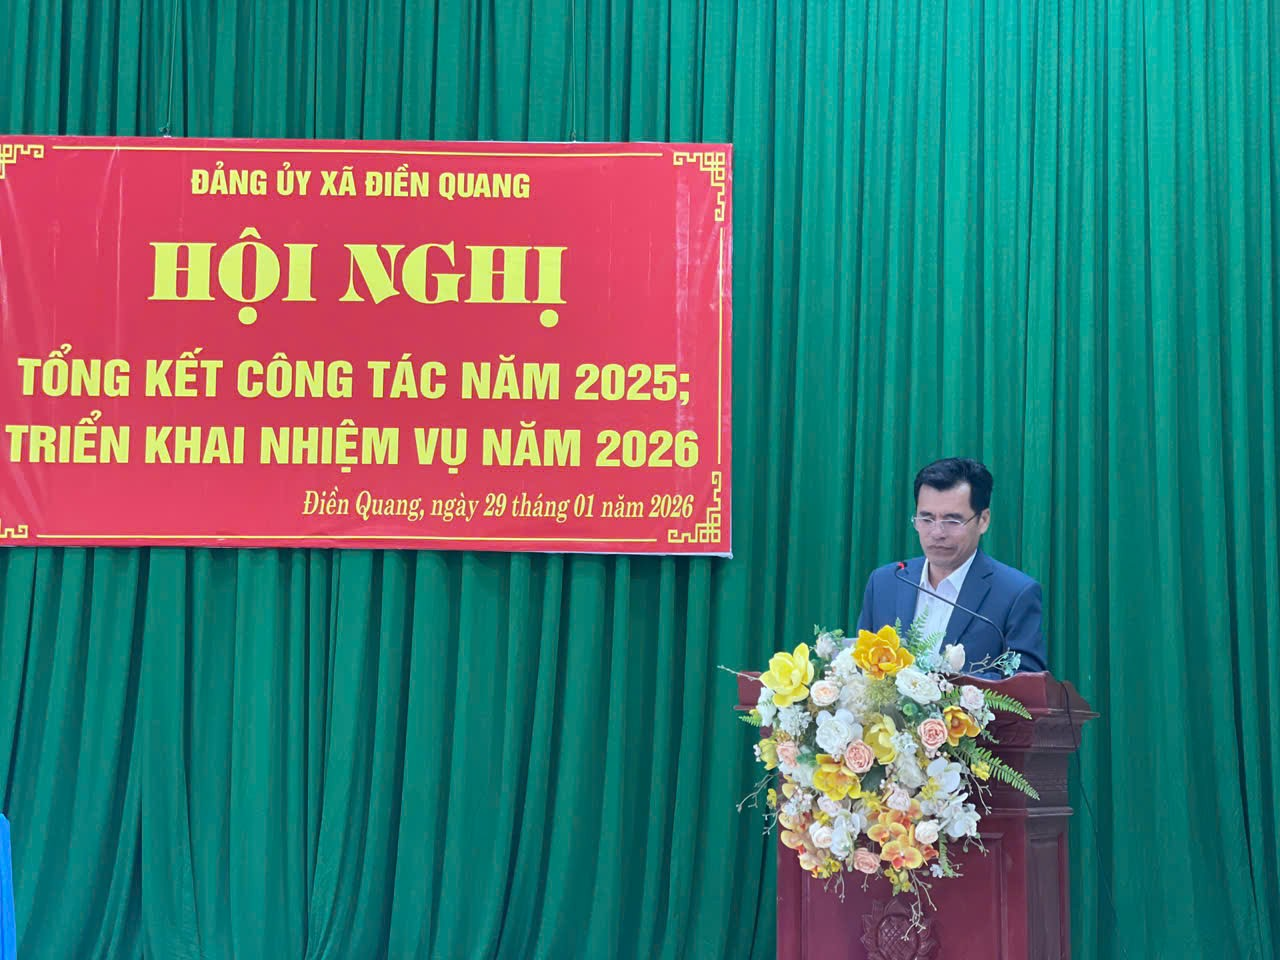 ĐẢNG ỦY XÃ ĐIỀN QUANG
HỘI NGHỊ
TỔNG KẾT CÔNG TÁC NĂM 2025;
TRIỂN KHAI NHIỆM VỤ NĂM 2026
Điền Quang, ngày 29 tháng 01 năm 2026